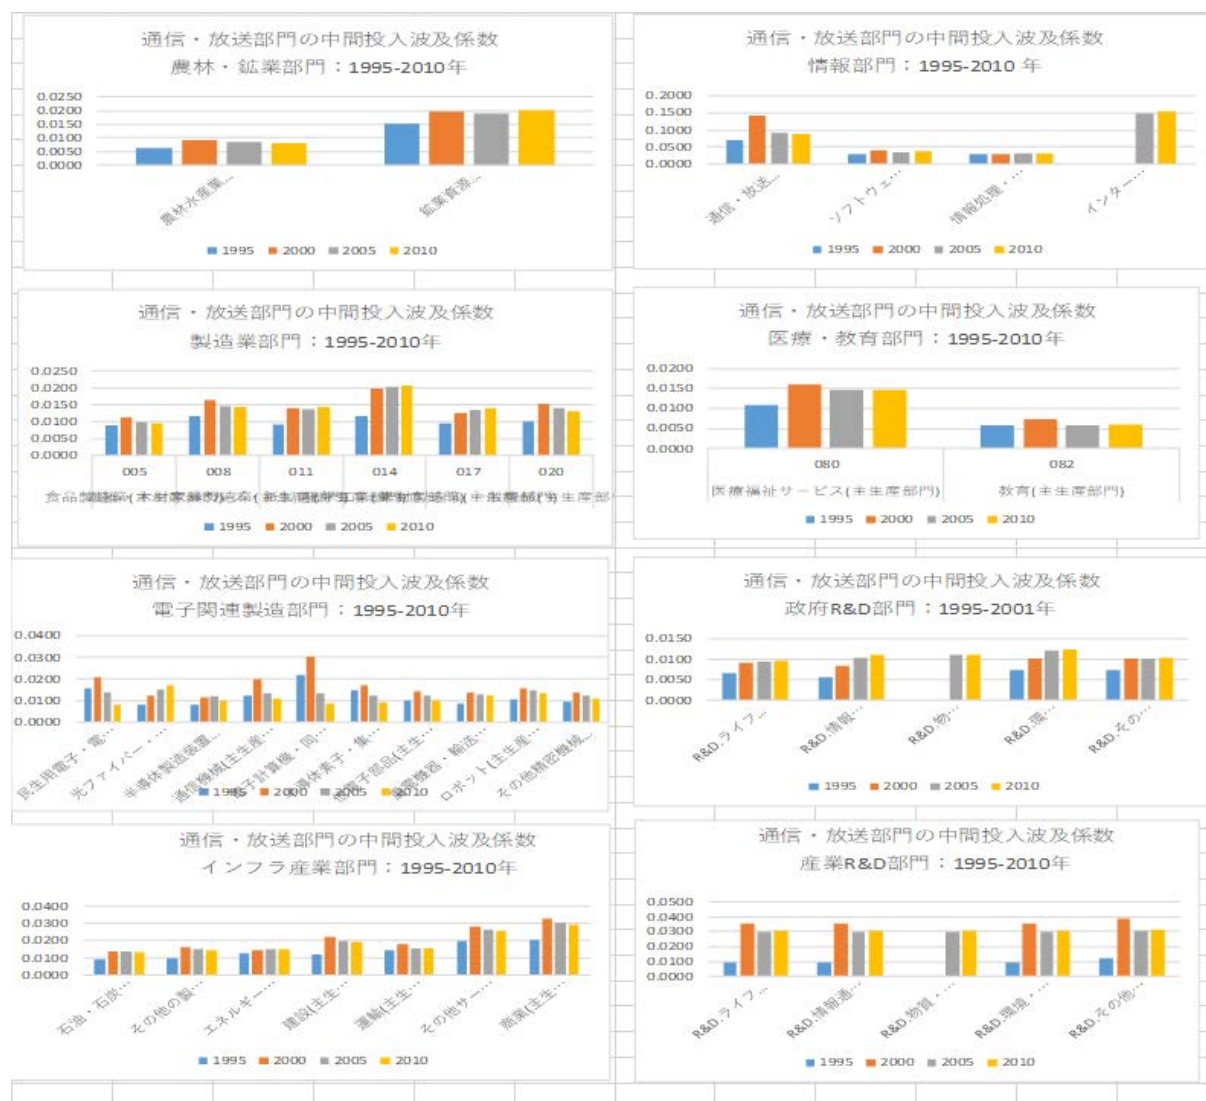 通信・放送部門の中間投入波及係数
農林・鉱業部門：1995-2010年
0.0250
0.0200
0.0150
0.0100
0.0050
0.0000
農林水産業…
鉱業資源…
1995 2000 2005 2010
通信・放送部門の中間投入波及係数
情報部門：1995-2010 年
0.2000
0.1500
0.1000
0.0500
0.0000
通信・放送…
ソフトウェ…
情報処理・…
インター…
1995 2000 2005 2010
通信・放送部門の中間投入波及係数
製造業部門：1995-2010年
0.0250
0.0200
0.0150
0.0100
0.0050
0.0000
005 008 011 014 017 020
食品製
1995 2000 2005 2010
通信・放送部門の中間投入波及係数
医療・教育部門：1995-2010年
0.0200
0.0150
0.0100
0.0050
0.0000
080 082
医療福祉サービス(主生産部門) 教育(主生産部門)
1995 2000 2005 2010
通信・放送部門の中間投入波及係数
電子関連製造部門：1995-2010年
0.0400
0.0300
0.0200
0.0100
0.0000
民生用電子・電…
光ファイバー・…
半導体製造装置…
通信機械(主生産…
電子計算機・同…
半導体素子・集…
他電子部品(主生…
重電機器・輸送…
ロボット(主生産…
その他精密機械…
1995 2000 2005 2010
通信・放送部門の中間投入波及係数
政府R&D部門：1995-2001年
0.0150
0.0100
0.0050
0.0000
R&D.ライフ…
R&D.情報…
R&D.物…
R&D.環…
R&D.その…
1995 2000 2005 2010
通信・放送部門の中間投入波及係数
インフラ産業部門：1995-2010年
0.0400
0.0300
0.0200
0.0100
0.0000
石油・石炭…
その他の製…
エネルギー…
建設(主生…
運輸(主生…
その他サー…
商業(主生…
1995 2000 2005 2010
通信・放送部門の中間投入波及係数
産業R&D部門：1995-2010年
0.0500
0.0400
0.0300
0.0200
0.0100
0.0000
R&D.ライフ…
R&D.情報通…
R&D.物質・…
R&D.環境・…
R&D.その他…
1995 2000 2005 2010